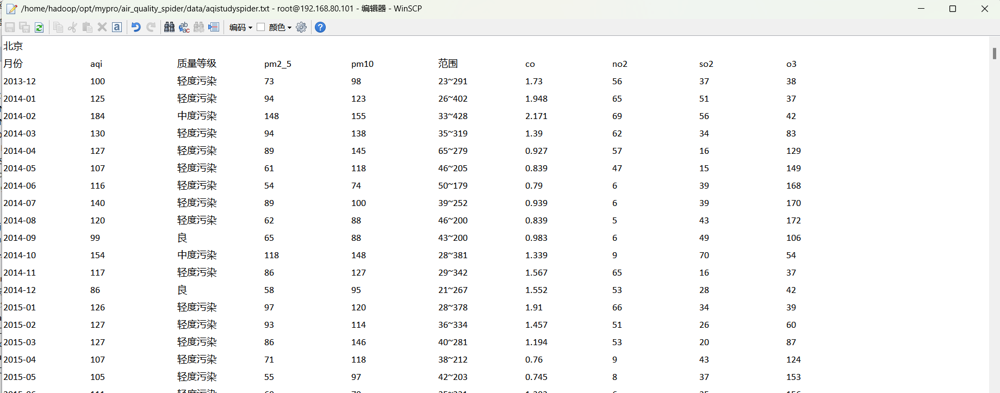 /home/hadoop/opt/mypro/air_quality_spider/data/aqistudyspider.txt - root@192.168.80.101 - 编辑器 - WinSCP
编码 颜色
北京
月份 aqi 质量等级 pm2_5 pm10 范围 co no2 so2 o3
2013-12 100 轻度污染 73 98 23~291 1.73 56 37 38
2014-01 125 轻度污染 94 123 26~402 1.948 65 51 37
2014-02 184 中度污染 148 155 33~428 2.171 69 56 42
2014-03 130 轻度污染 94 138 35~319 1.39 62 34 83
2014-04 127 轻度污染 89 145 65~279 0.927 57 16 129
2014-05 107 轻度污染 61 118 46~205 0.839 47 15 149
2014-06 116 轻度污染 54 74 50~179 0.79 6 39 168
2014-07 140 轻度污染 89 100 39~252 0.939 6 39 170
2014-08 120 轻度污染 62 88 46~200 0.839 5 43 172
2014-09 99 良 65 88 43~200 0.983 6 49 106
2014-10 154 中度污染 118 148 28~381 1.339 9 70 54
2014-11 117 轻度污染 86 127 29~342 1.567 65 16 37
2014-12 86 良 58 95 21~267 1.552 53 28 42
2015-01 126 轻度污染 97 120 28~378 1.91 66 34 39
2015-02 127 轻度污染 93 114 36~334 1.457 51 26 60
2015-03 127 轻度污染 86 146 40~281 1.194 53 20 87
2015-04 107 轻度污染 71 118 38~212 0.76 9 43 124
2015-05 105 轻度污染 55 97 42~203 0.745 8 37 153